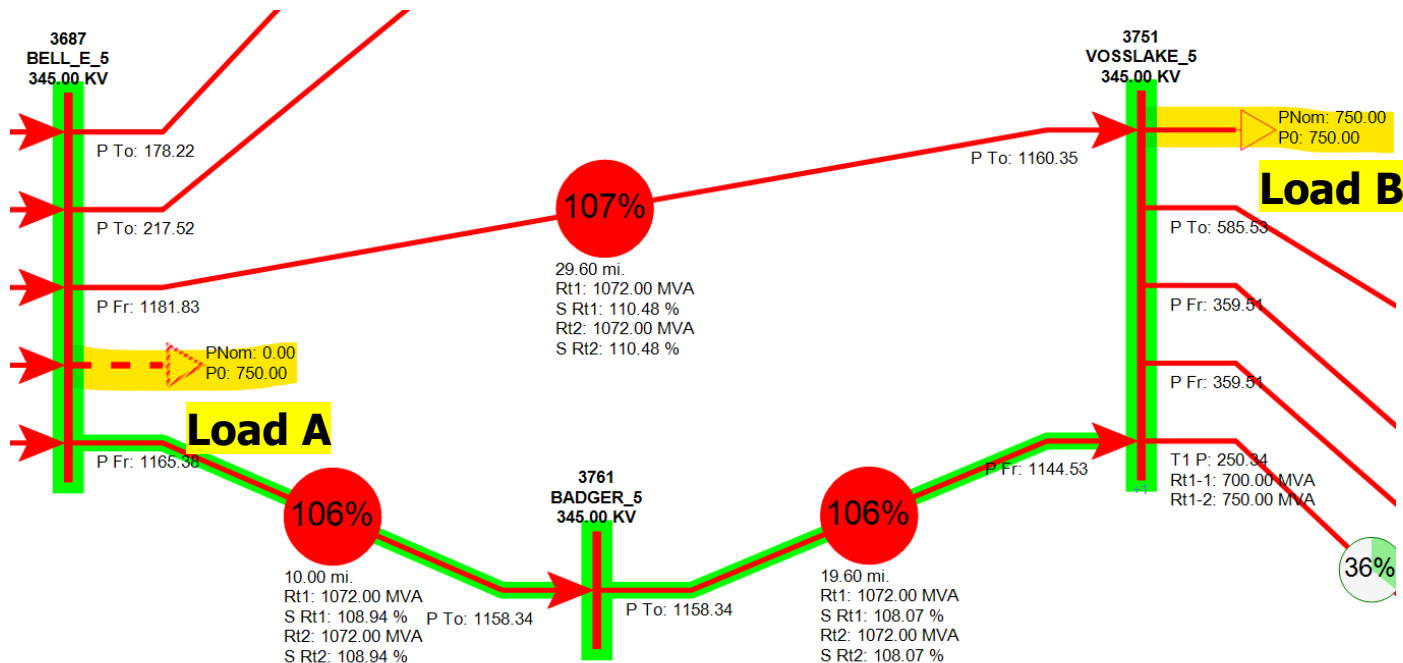 3687
BELL_E_5
345.00 KV
P To: 178.22
P To: 217.52
P Fr: 1181.83
PNom: 0.00
P0: 750.00
Load A
P Fr: 1165.38
107%
29.60 mi.
Rt1: 1072.00 MVA
S Rt1: 110.48 %
Rt2: 1072.00 MVA
S Rt2: 110.48 %
106%
10.00 mi.
Rt1: 1072.00 MVA
S Rt1: 108.94 %
Rt2: 1072.00 MVA
S Rt2: 108.94 %
P To: 1158.34
3761
BADGER_5
345.00 KV
P To: 1158.34
106%
19.60 mi.
Rt1: 1072.00 MVA
S Rt1: 108.07 %
Rt2: 1072.00 MVA
S Rt2: 108.07 %
P Fr: 1144.53
3751
VOSSLAKE_5
345.00 KV
P To: 1160.35
PNom: 750.00
P0: 750.00
Load B
P To: 585.53
P Fr: 359.51
P Fr: 359.51
T1 P: 250.34
Rt1-1: 700.00 MVA
Rt1-2: 750.00 MVA
36%